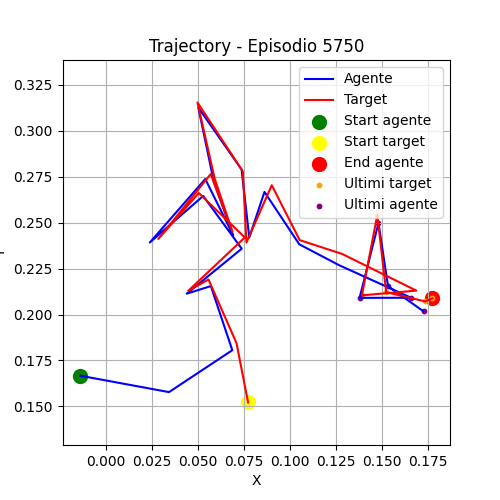 Trajectory - Episodio 5750
Agente
Target
Start agente
Start target
End agente
Ultimi target
Ultimi agente
0.325
0.300
0.275
0.250
0.225
0.200
0.175
0.150
0.000 0.025 0.050 0.075 0.100 0.125 0.150 0.175
X